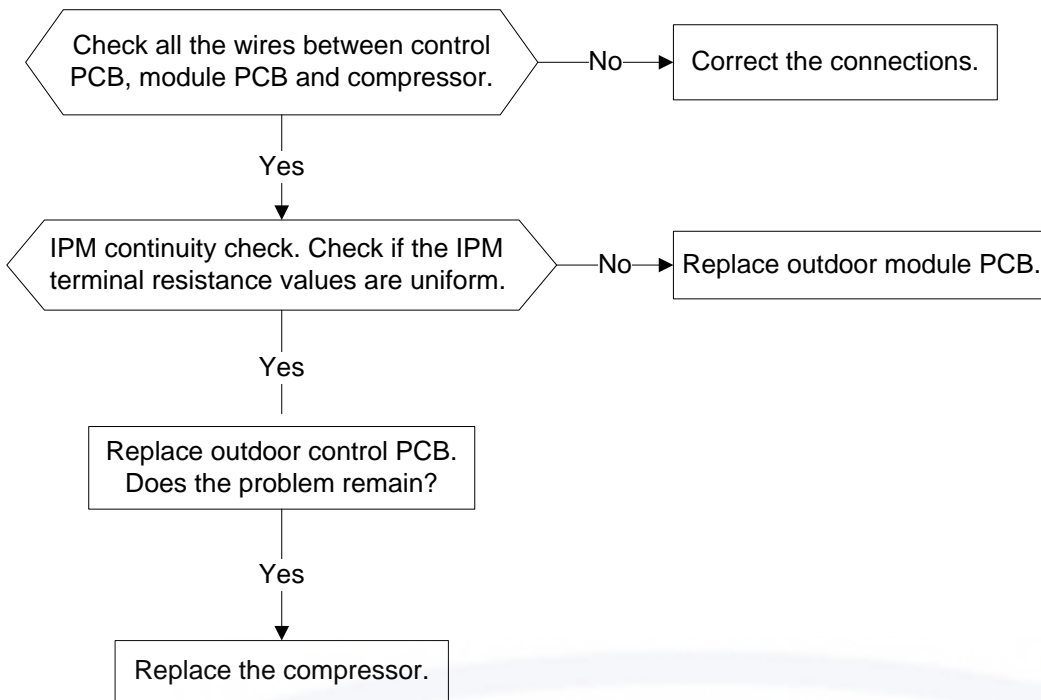 Check all the wires between control
PCB, module PCB and compressor.
No
Correct the connections.
Yes
IPM continuity check. Check if the IPM
terminal resistance values are uniform.
No
Replace outdoor module PCB.
Yes
Replace outdoor control PCB.
Does the problem remain?
Yes
Replace the compressor.